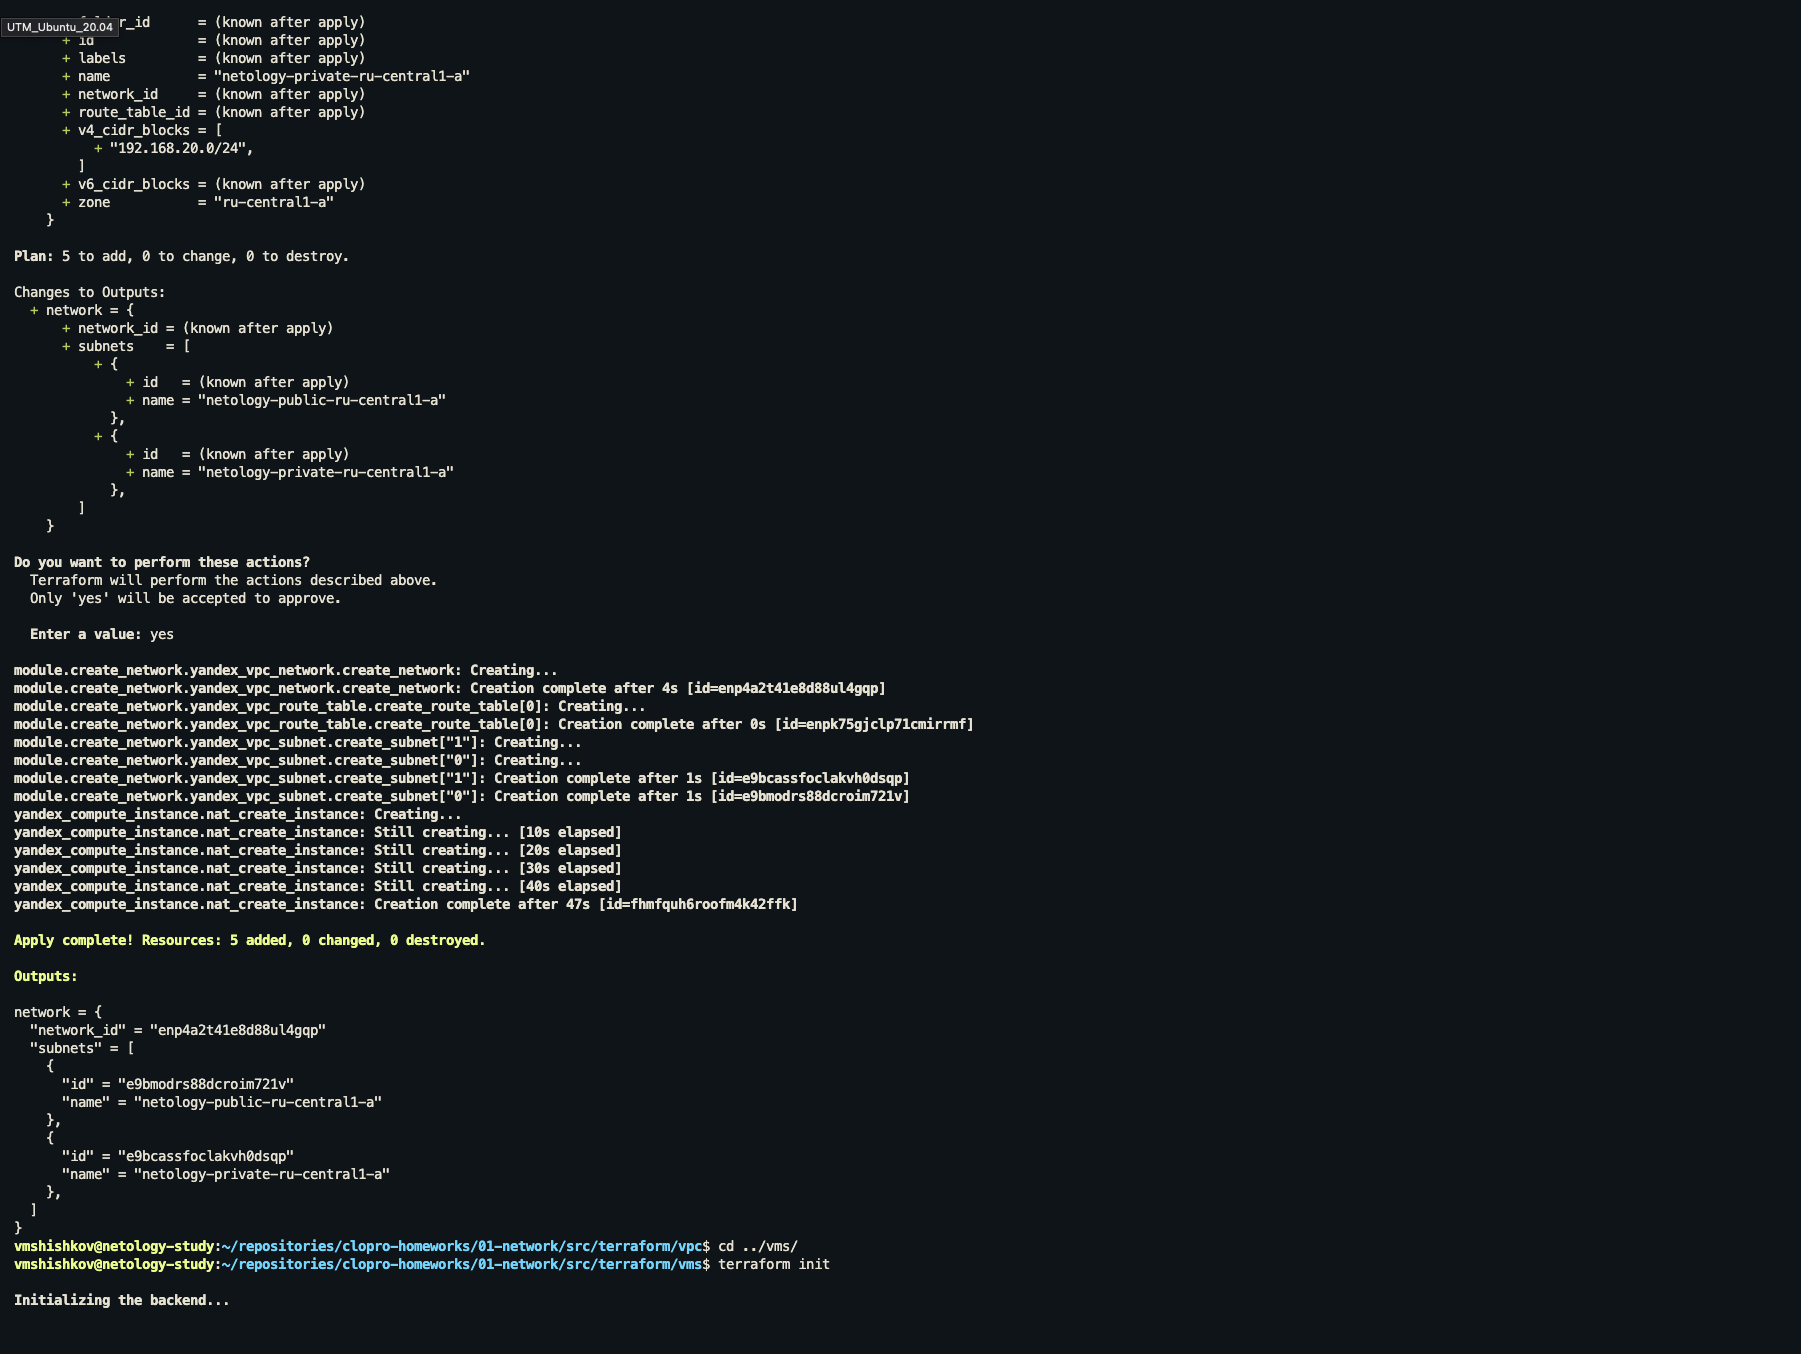 UTM_Ubuntu_20.04
r_id      = (known after apply)
      + id             = (known after apply)
      + labels         = (known after apply)
      + name           = "netology-private-ru-central1-a"
      + network_id     = (known after apply)
      + route_table_id = (known after apply)
      + v4_cidr_blocks = [
          + "192.168.20.0/24",
        ]
      + v6_cidr_blocks = (known after apply)
      + zone           = "ru-central1-a"
    }
Plan: 5 to add, 0 to change, 0 to destroy.
Changes to Outputs:
  + network = {
      + network_id = (known after apply)
      + subnets    = [
          + {
              + id   = (known after apply)
              + name = "netology-public-ru-central1-a"
            },
          + {
              + id   = (known after apply)
              + name = "netology-private-ru-central1-a"
            },
        ]
    }
Do you want to perform these actions?
  Terraform will perform the actions described above.
  Only 'yes' will be accepted to approve.
  Enter a value: yes
module.create_network.yandex_vpc_network.create_network: Creating...
module.create_network.yandex_vpc_network.create_network: Creation complete after 4s [id=enp4a2t41e8d88ul4gqp]
module.create_network.yandex_vpc_route_table.create_route_table[0]: Creating...
module.create_network.yandex_vpc_route_table.create_route_table[0]: Creation complete after 0s [id=enpk75gjclp71cmirrmf]
module.create_network.yandex_vpc_subnet.create_subnet["1"]: Creating...
module.create_network.yandex_vpc_subnet.create_subnet["0"]: Creating...
module.create_network.yandex_vpc_subnet.create_subnet["1"]: Creation complete after 1s [id=e9bcassfoclakvh0dsqp]
module.create_network.yandex_vpc_subnet.create_subnet["0"]: Creation complete after 1s [id=e9bmodrs88dcroim721v]
yandex_compute_instance.nat_create_instance: Creating...
yandex_compute_instance.nat_create_instance: Still creating... [10s elapsed]
yandex_compute_instance.nat_create_instance: Still creating... [20s elapsed]
yandex_compute_instance.nat_create_instance: Still creating... [30s elapsed]
yandex_compute_instance.nat_create_instance: Still creating... [40s elapsed]
yandex_compute_instance.nat_create_instance: Creation complete after 47s [id=fhmfquh6roofm4k42ffk]
Apply complete! Resources: 5 added, 0 changed, 0 destroyed.
Outputs:
network = {
  "network_id" = "enp4a2t41e8d88ul4gqp"
  "subnets" = [
    {
      "id" = "e9bmodrs88dcroim721v"
      "name" = "netology-public-ru-central1-a"
    },
    {
      "id" = "e9bcassfoclakvh0dsqp"
      "name" = "netology-private-ru-central1-a"
    },
  ]
}
vmshishkov@netology-study:~/repositories/clopro-homeworks/01-network/src/terraform/vpc$ cd ../vms/
vmshishkov@netology-study:~/repositories/clopro-homeworks/01-network/src/terraform/vms$ terraform init
Initializing the backend...